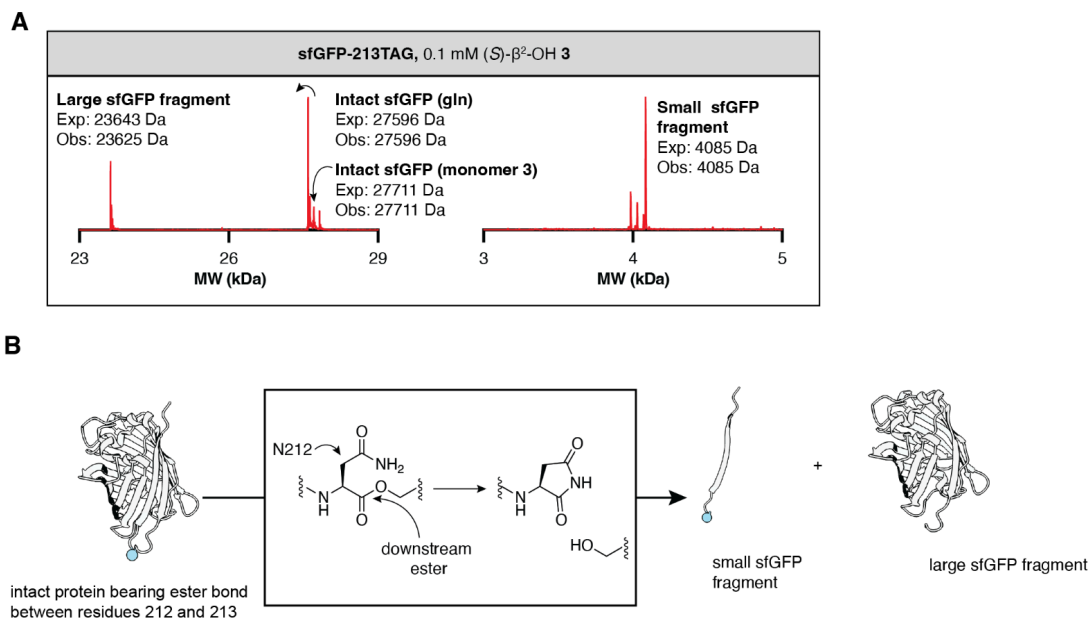 A
sfGFP-213TAG, 0.1 mM (S)-β²-OH 3
Large sfGFP fragment
Exp: 23643 Da
Obs: 23625 Da
Intact sfGFP (gln)
Exp: 27596 Da
Obs: 27596 Da
Intact sfGFP (monomer 3)
Exp: 27711 Da
Obs: 27711 Da
Small sfGFP
fragment
Exp: 4085 Da
Obs: 4085 Da
23
26
29
MW (kDa)
3
4
5
MW (kDa)
B
N212
O
NH₂
N
H
O
O
downstream
ester
O
NH
N
H
O
HO
+
intact protein bearing ester bond
between residues 212 and 213
small sfGFP
fragment
large sfGFP fragment